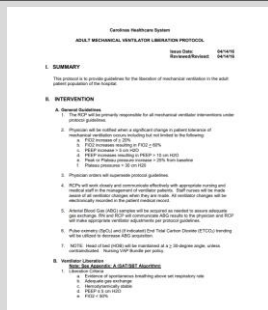 Carolinas Healthcare System
ADULT MECHANICAL VENTILATOR LIBERATION PROTOCOL
Issue Date: 04/14/16
Reviewed/Revised: 04/14/16
I. SUMMARY
This protocol is to provide guidelines for the liberation of mechanical ventilation in the adult
patient population of the hospital.
II. INTERVENTION
A. General Guidelines
1. The RCP will be primarily responsible for all mechanical ventilator interventions under
protocol guidelines.
2. Physician will be notified when a significant change in patient tolerance of
mechanical ventilation occurs including but not limited to the following:
a. FIO2 increase of ≥ 20%
b. FIO2 increases resulting in FIO2 ≥ 60%
c. PEEP increase > 5 cm H2O
d. PEEP increases resulting in PEEP > 10 cm H2O
e. Peak or Plateau pressure increase > 20% from baseline
f. Plateau pressures > 30 cm H2O
3. Physician orders will supersede protocol guidelines.
4. RCPs will work closely and communicate effectively with appropriate nursing and
medical staff in the management of ventilator patients. Staff nurses will be made
aware of all ventilator changes when they are made. All ventilator changes will be
electronically recorded in the patient medical record.
5. Arterial Blood Gas (ABG) samples will be acquired as needed to assure adequate
gas exchange. RN and RCP will communicate ABG results to the physician and RCP
will make appropriate ventilator adjustments per protocol guidelines.
6. Pulse oximetry (SpO2) and (if indicated) End Tidal Carbon Dioxide (ETCO2) trending
will be utilized to decrease ABG acquisition.
7. NOTE: Head of bed (HOB) will be maintained at a ≥ 30 degree angle, unless
contraindicated. Nursing VAP Bundle per policy.
B. Ventilator Liberation
Note: See Appendix: A (SAT/SBT Algorithm)
1. Liberation Criteria
a. Evidence of spontaneous breathing above set respiratory rate
b. Adequate gas exchange
c. Hemodynamically stable
d. PEEP ≤ 8 cm H2O
e. FIO2 < 60%